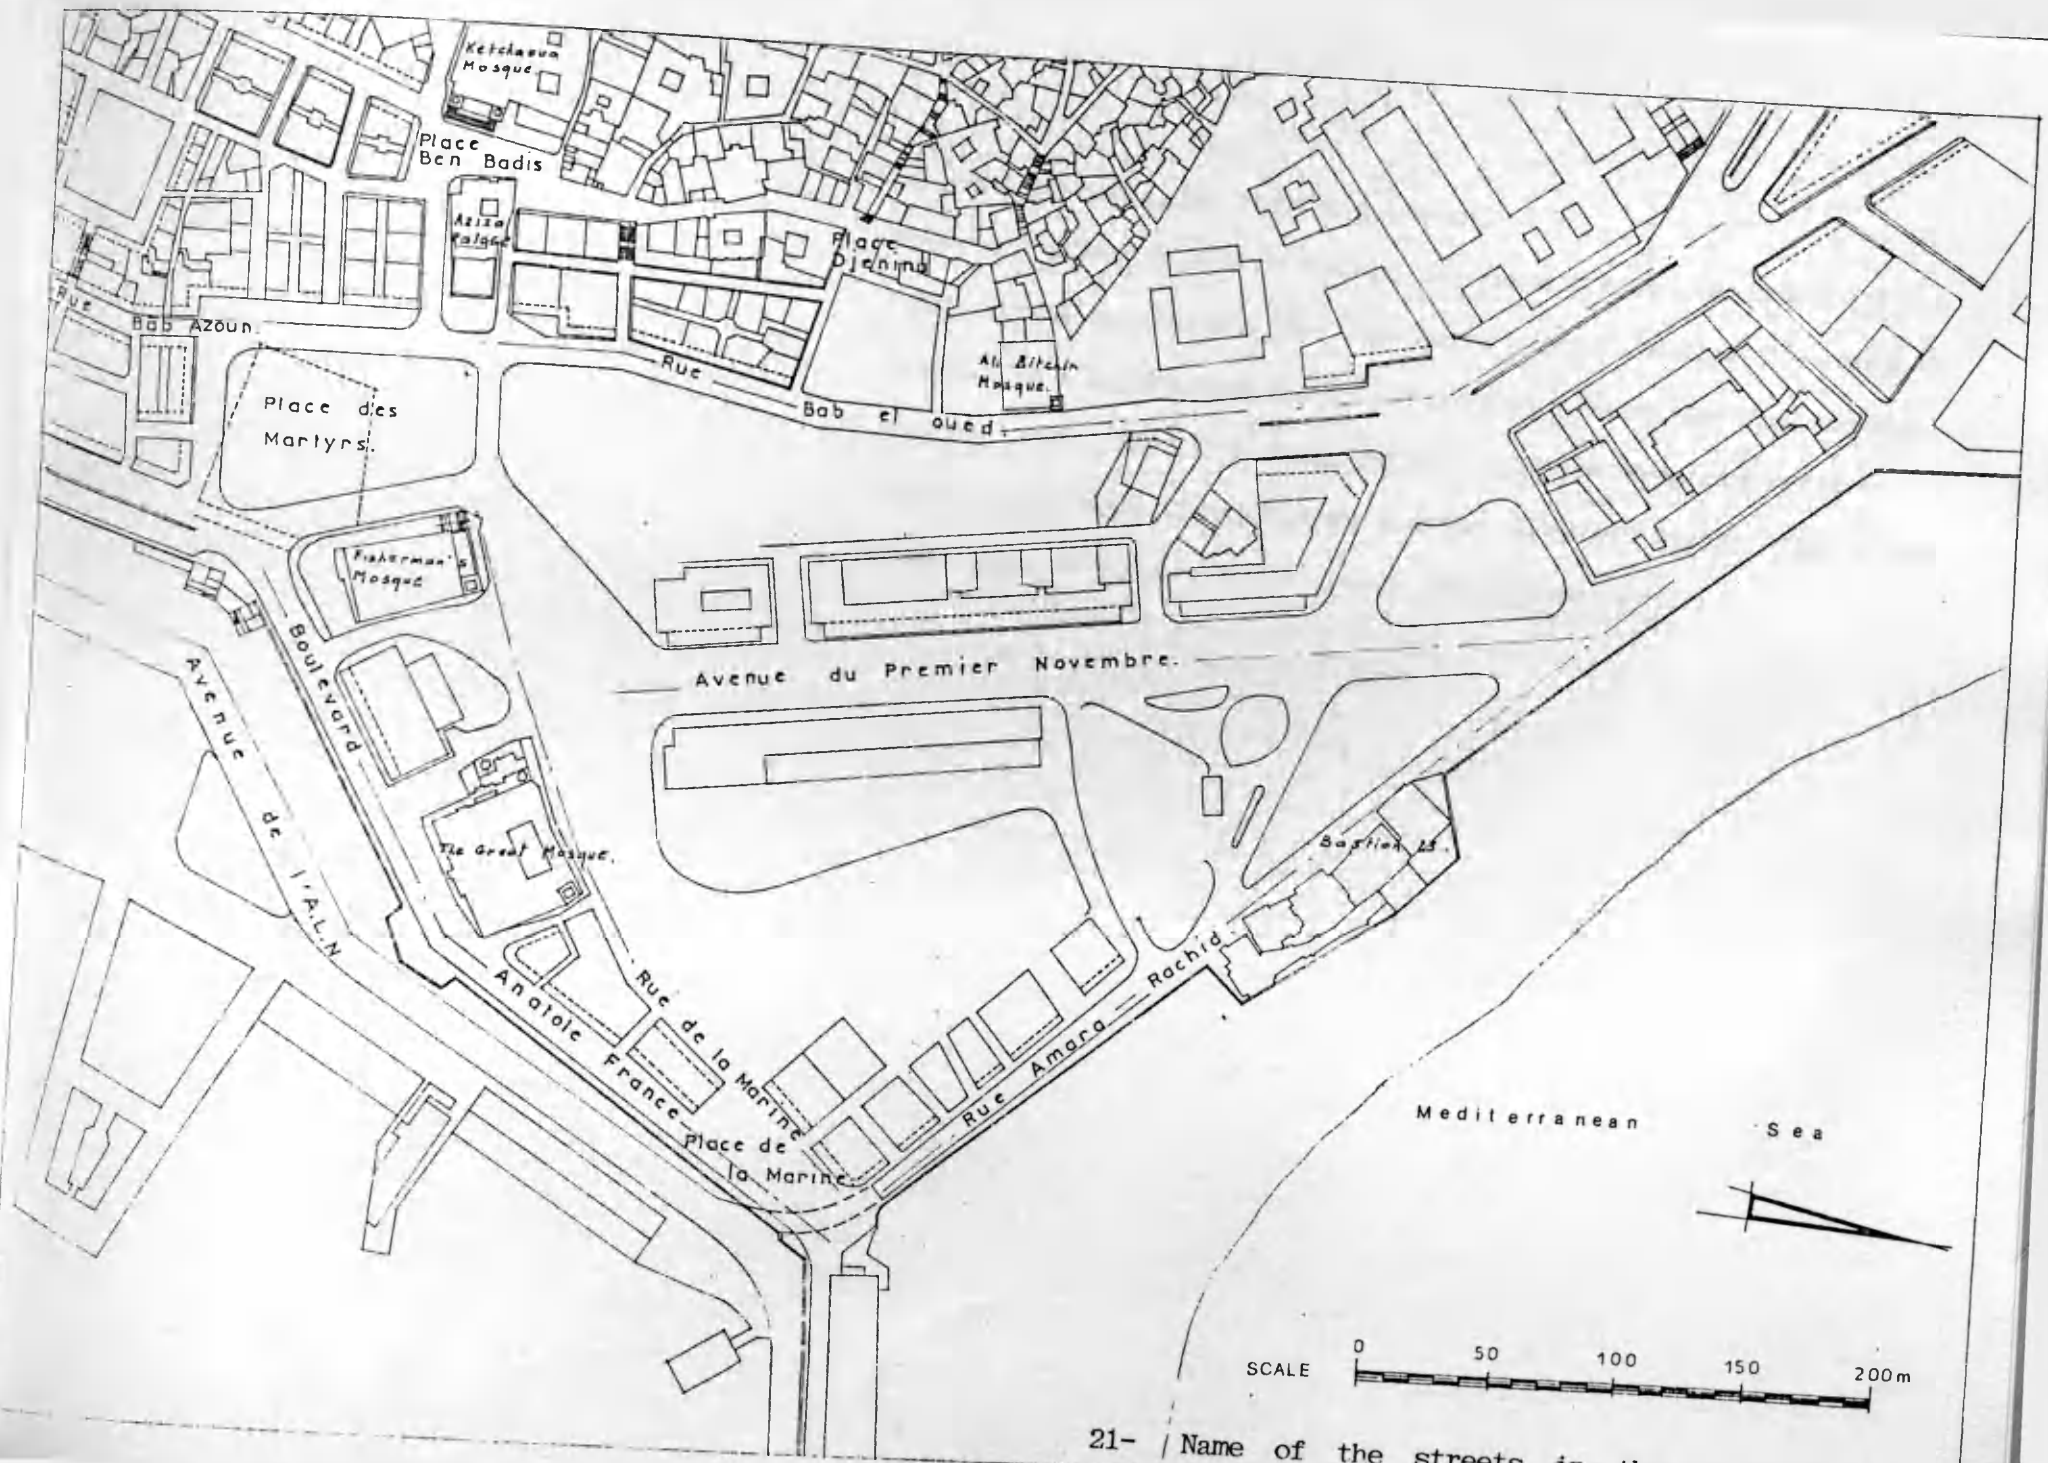 Ketchaoua
Mosque
Place
Ben Badis
Aziza
Palace
Place
Djenina
Rue
Bab Azoun.
Place des
Martyrs.
Rue
Bab el oued.
Ali Bitchin
Mosque.
Fisherman's
Mosque
Avenue du Premier Novembre.
Boulevard
Anatole France
Avenue de l'A.L.N
The Great Mosque.
Bastion 23.
Rue de la Marine
Rue Amara Rachid.
Place de
la Marine.
Mediterranean Sea
SCALE 0 50 100 150 200m
21- Name of the streets in